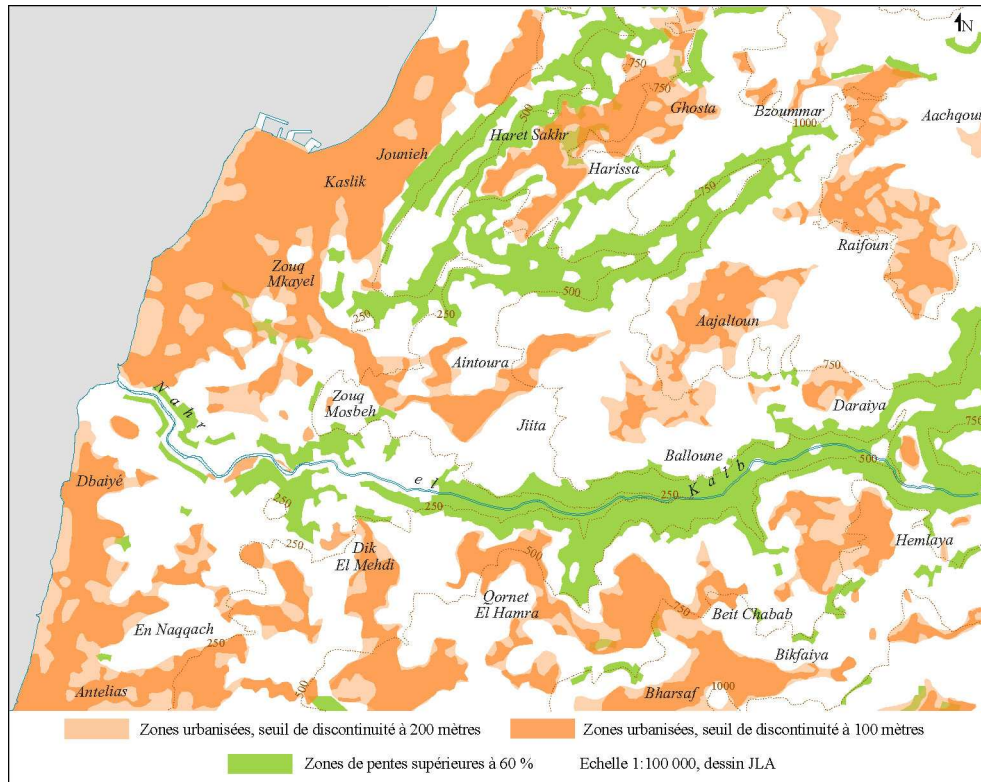 N
750
750
Ghosta
Bzoummar
500
Haret Sakhr
1000
Aachqout
Jounieh
Harissa
Kaslik
750
Raifoun
Zouq
Mkayel
500
250
250
Aajaltoun
Aintoura
750
Nahr
Zouq
Mosbeh
Daraiya
Jiita
750
Balloune
500
Dbaiyé
el
Kalb
250
250
250
Hemlaya
250
Dik
El Mehdi
500
Qornet
El Hamra
750
Beit Chabab
En Naqqach
250
Bikfaiya
Antelias
500
Bharsaf
1000
Zones urbanisées, seuil de discontinuité à 200 mètres
Zones urbanisées, seuil de discontinuité à 100 mètres
Zones de pentes supérieures à 60 %
Echelle 1:100 000, dessin JLA